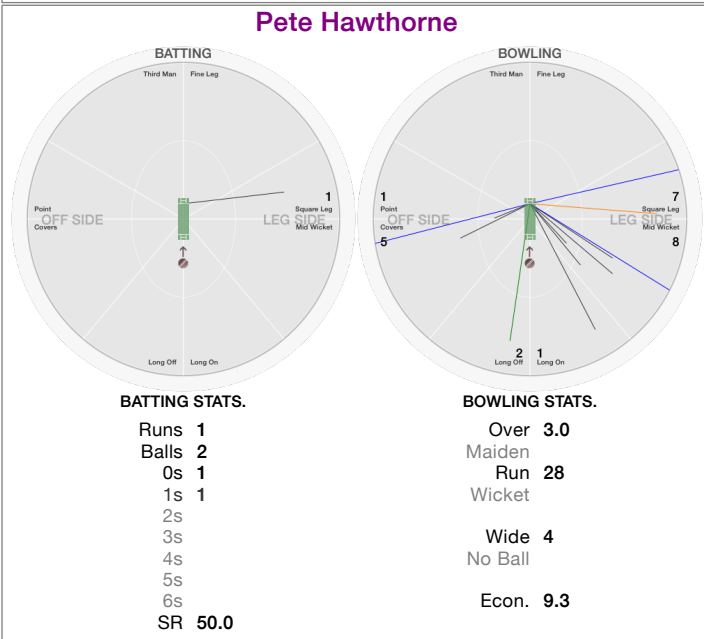 Pete Hawthorne
BATTING
Third Man Fine Leg
1
Point
Square Leg
OFF SIDE LEG SIDE
Covers
Mid Wicket
Long Off Long On
BATTING STATS.
Runs 1
Balls 2
0s 1
1s 1
2s
3s
4s
5s
6s
SR 50.0
BOWLING
Third Man Fine Leg
1 7
Point
Square Leg
OFF SIDE LEG SIDE
Covers
Mid Wicket
5 8
2 1
Long Off Long On
BOWLING STATS.
Over 3.0
Maiden
Run 28
Wicket
Wide 4
No Ball
Econ. 9.3